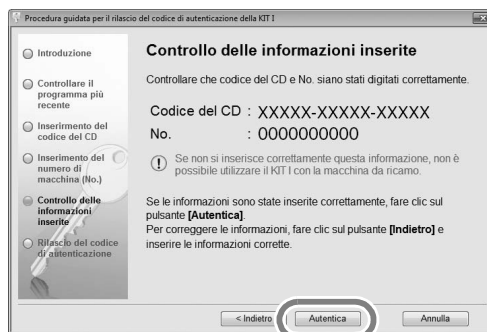 Procedura guidata per il rilascio del codice di autenticazione della KIT I
Introduzione
Controllare il
programma più
recente
Inserirmento del
codice del CD
Inserimento del
numero di
macchina (No.)
Controllo delle
informazioni
inserite
Rilascio del codice
di autenticazione
Controllo delle informazioni inserite
Controllare che codice del CD e No. siano stati digitati correttamente.
Codice del CD : XXXXX-XXXXX-XXXXX
No. : 0000000000
Se non si inserisce correttamente questa informazione, non è
possibile utilizzare il KIT I con la macchina da ricamo.
Se le informazioni sono state inserite correttamente, fare clic sul
pulsante [Autentica].
Per correggere le informazioni, fare clic sul pulsante [Indietro] e
inserire le informazioni corrette.
< Indietro Autentica Annulla